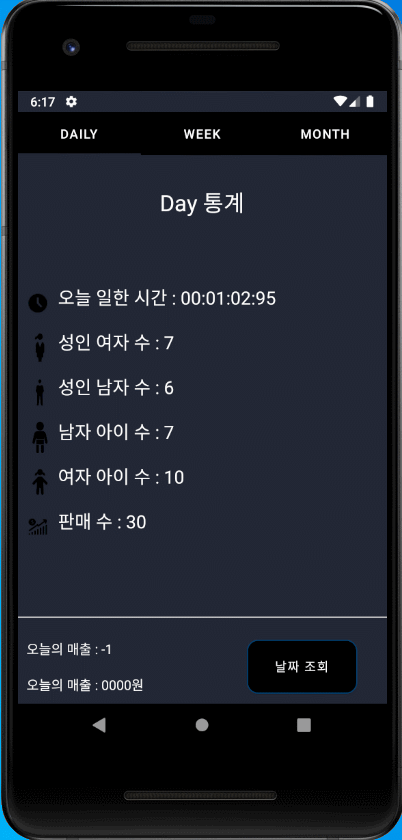 6:17
DAILY WEEK MONTH
Day 통계
오늘 일한 시간 : 00:01:02:95
성인 여자 수 : 7
성인 남자 수 : 6
남자 아이 수 : 7
여자 아이 수 : 10
판매 수 : 30
오늘의 매출 : -1
오늘의 매출 : 0000원
날짜 조회